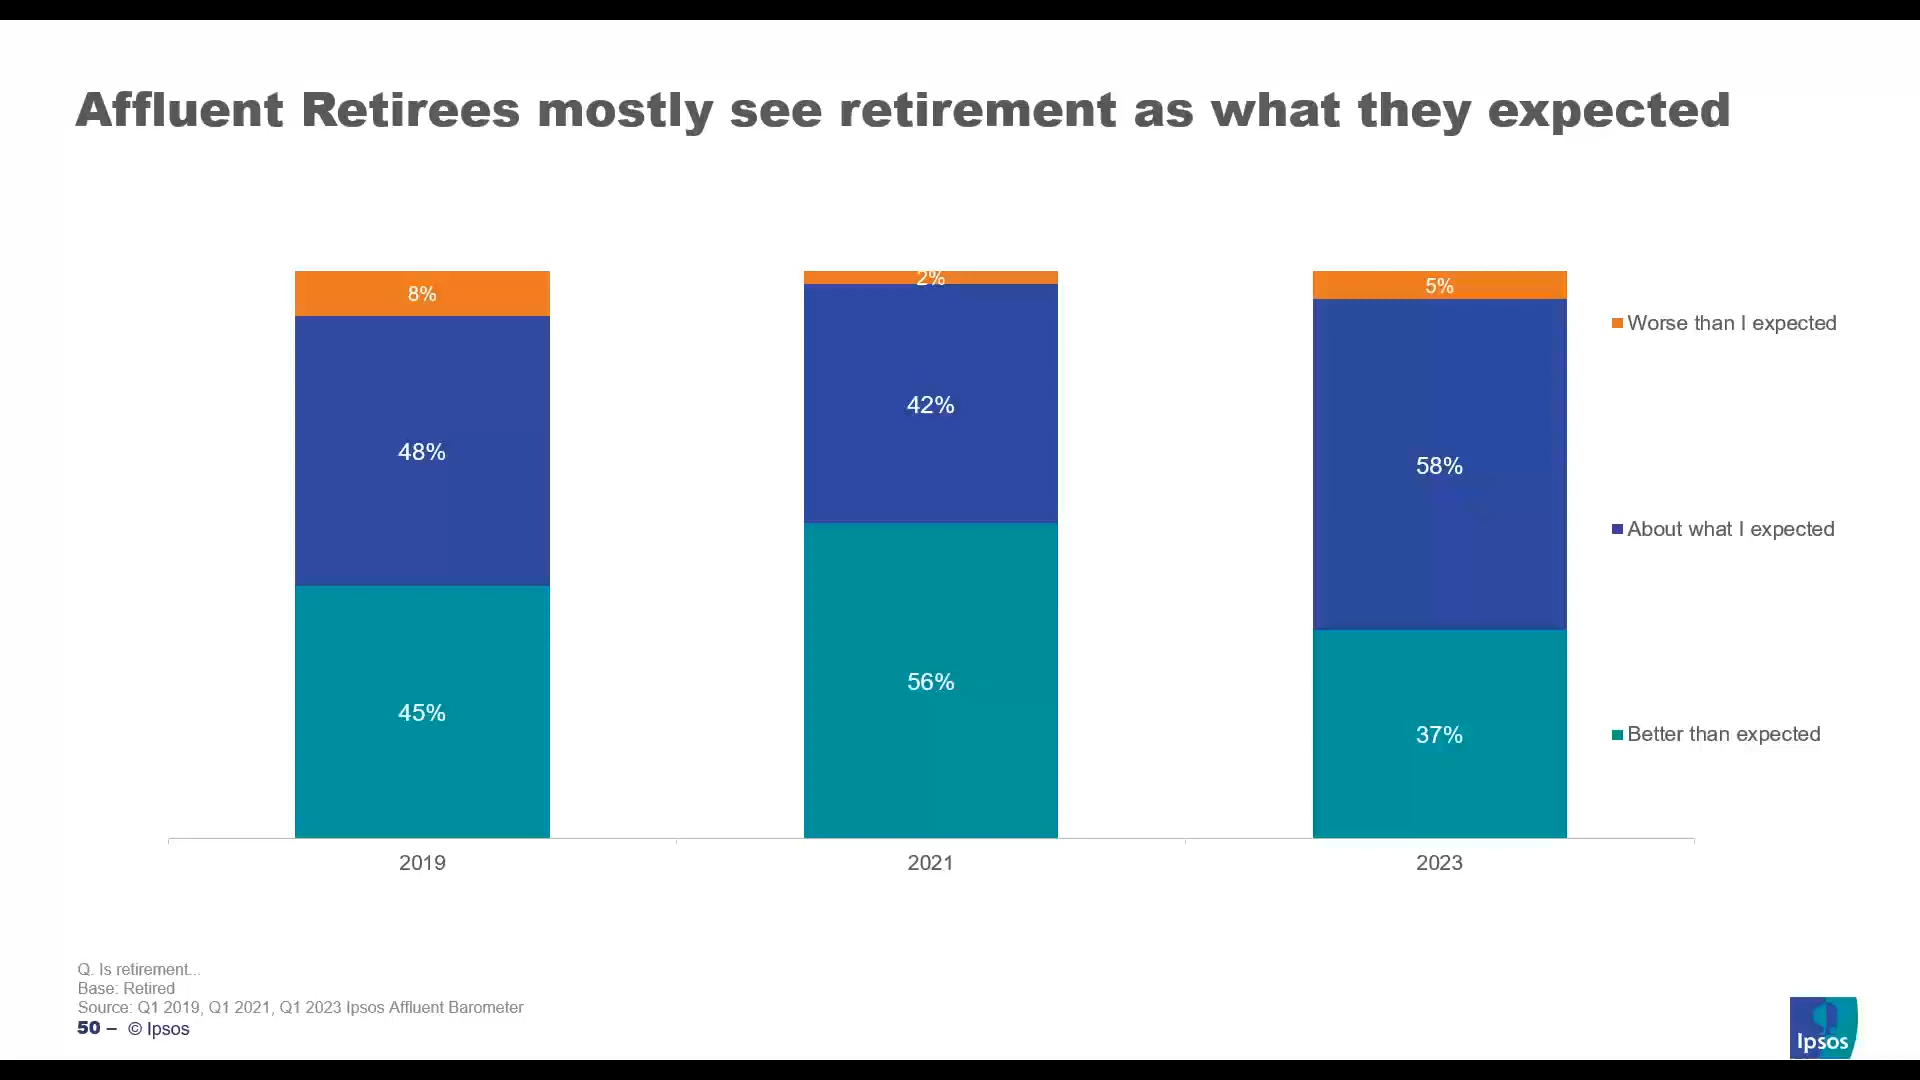 Affluent Retirees mostly see retirement as what they expected
8%
2%
5%
Worse than I expected
48%
42%
58%
About what I expected
45%
56%
37%
Better than expected
2019
2021
2023
Q. Is retirement...
Base: Retired
Source: Q1 2019, Q1 2021, Q1 2023 Ipsos Affluent Barometer
50 – © Ipsos
Ipsos